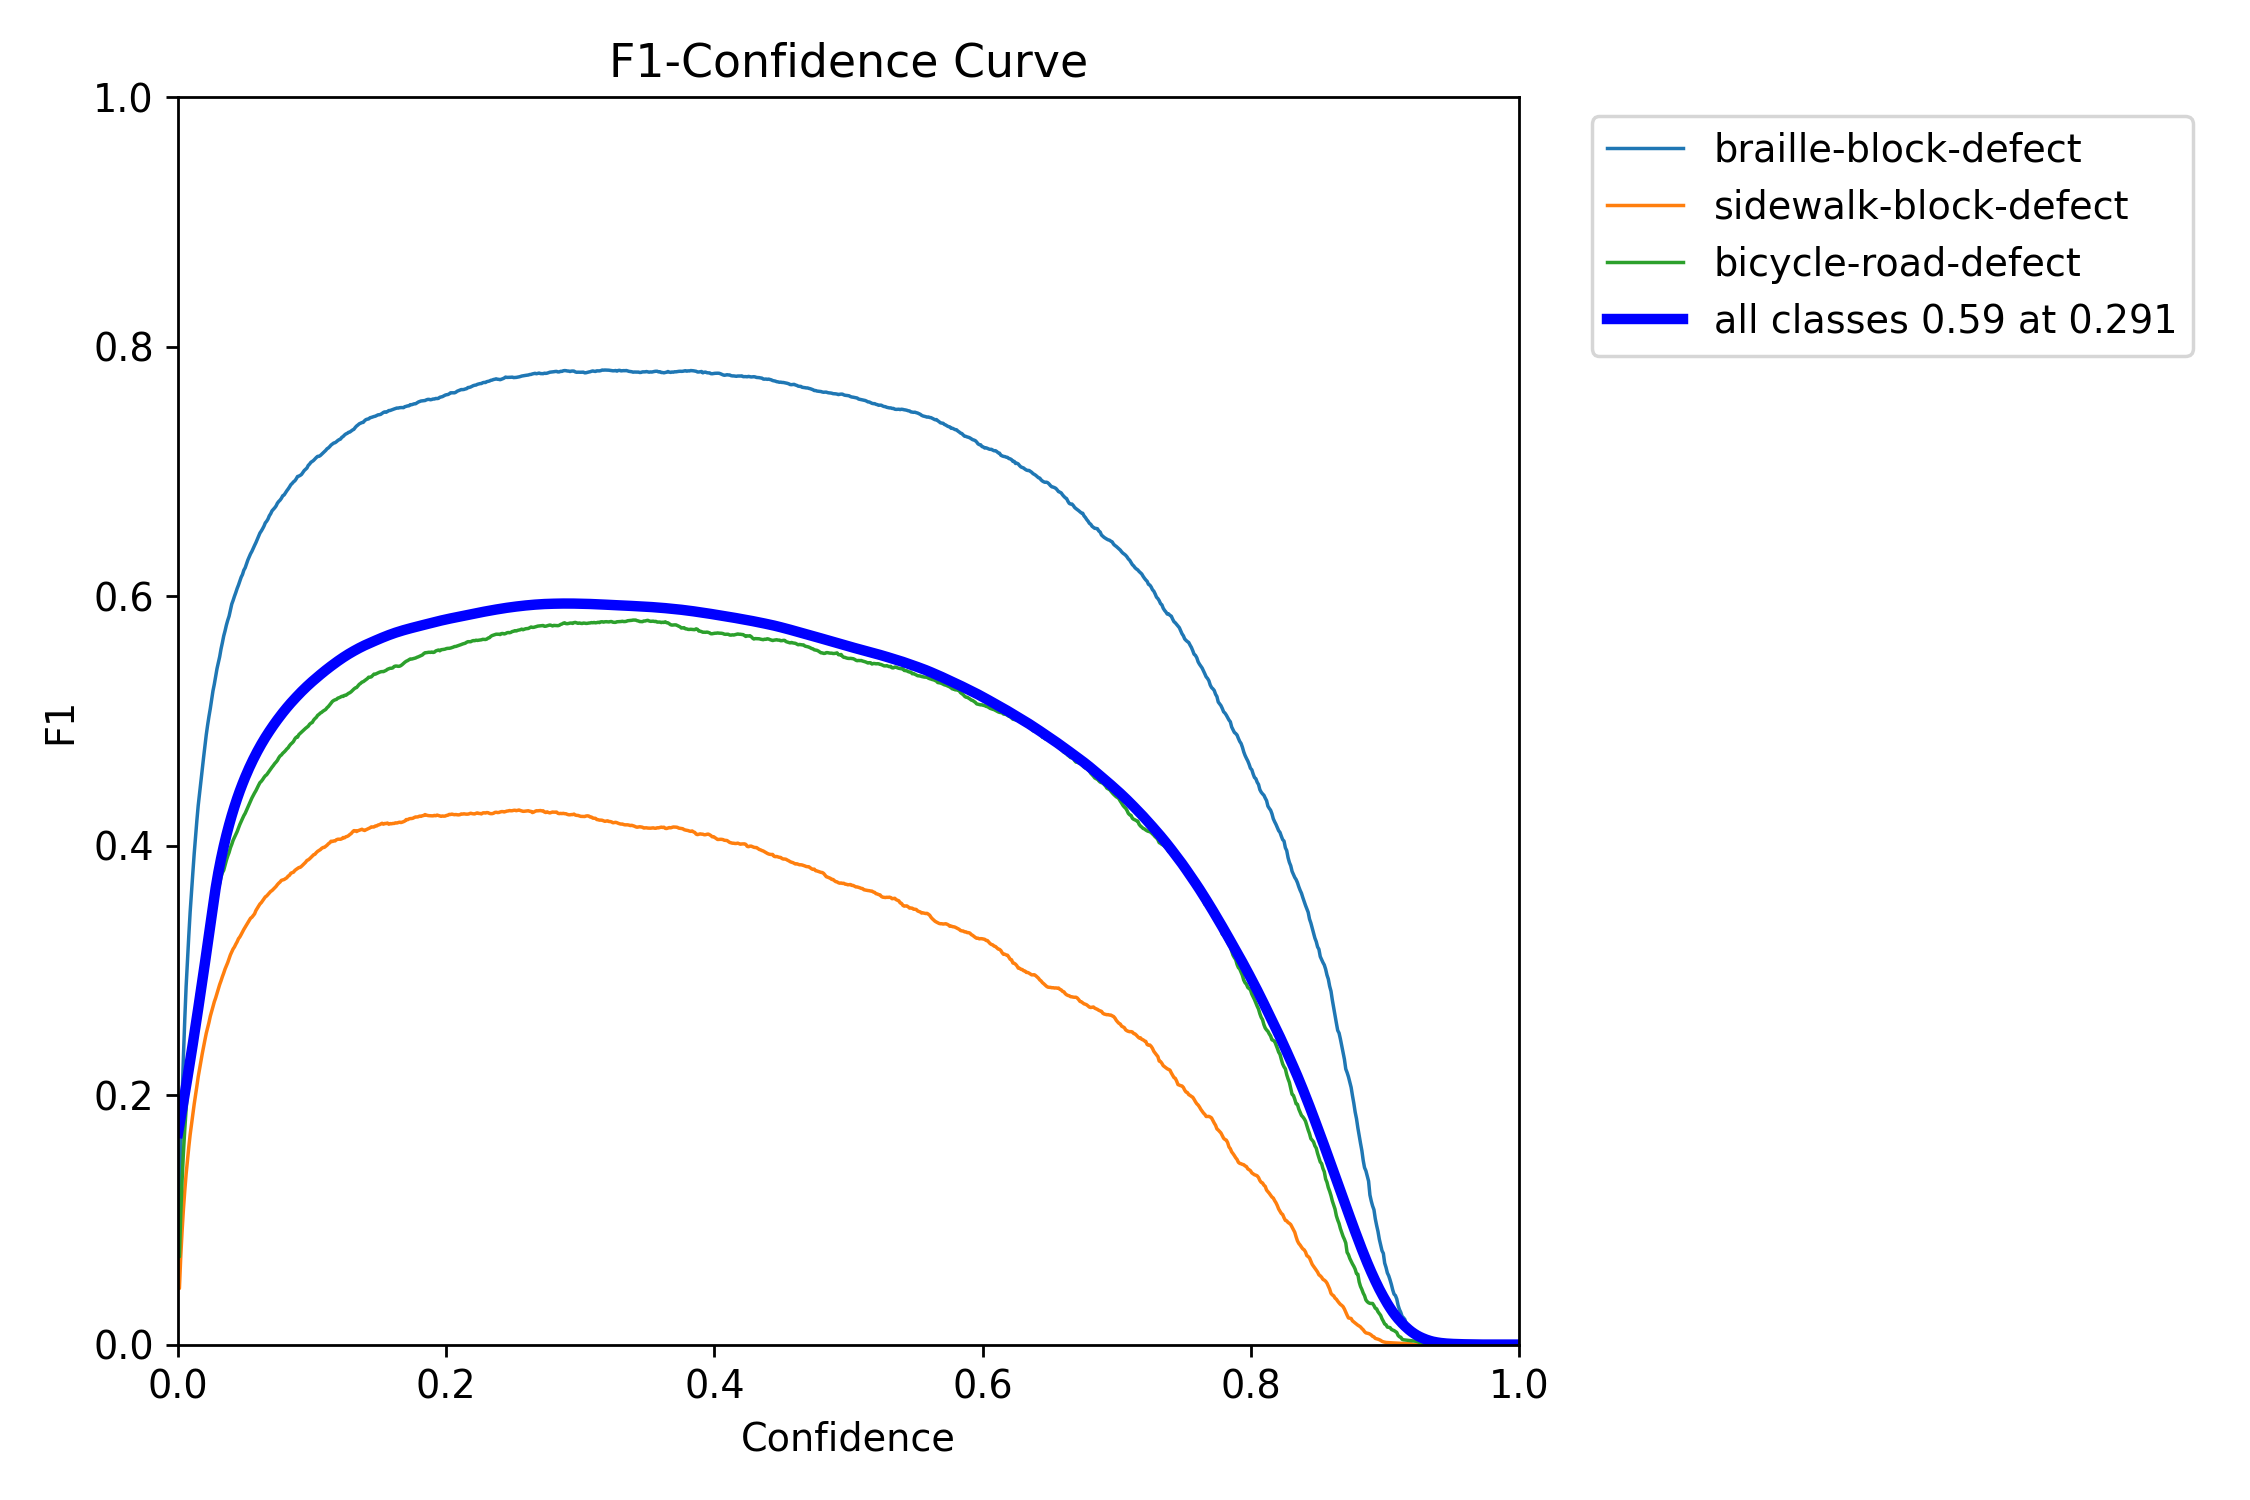 F1-Confidence Curve
1.0
0.8
0.6
0.4
0.2
0.0
F1
0.0 0.2 0.4 0.6 0.8 1.0
Confidence
braille-block-defect
sidewalk-block-defect
bicycle-road-defect
all classes 0.59 at 0.291